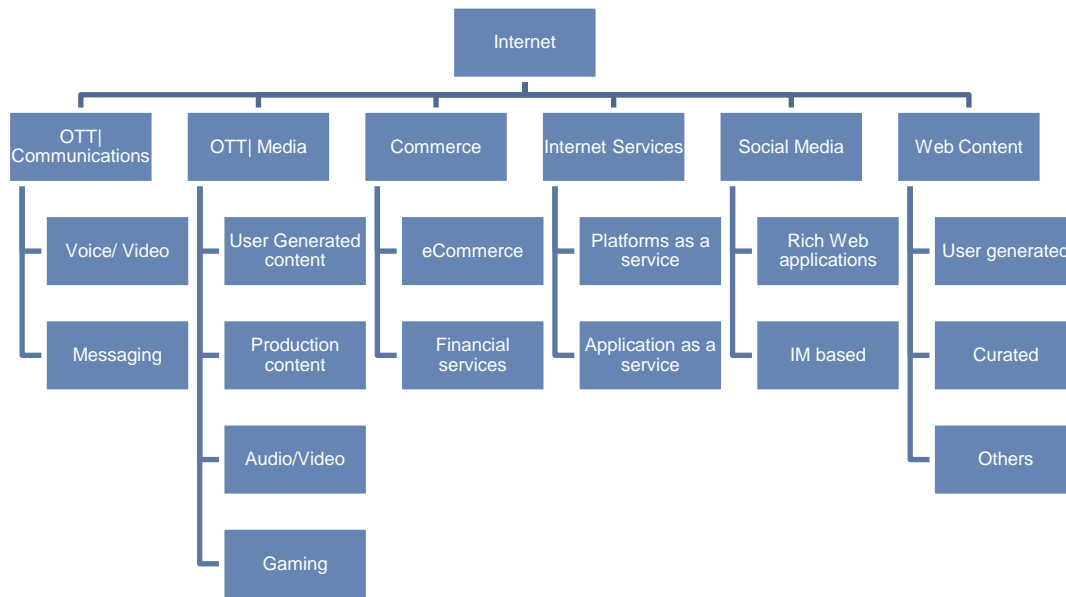 Internet
OTT|
Communications
OTT| Media
Commerce
Internet Services
Social Media
Web Content
Voice/ Video
User Generated
content
eCommerce
Platforms as a
service
Rich Web
applications
User generated
Messaging
Production
content
Financial
services
Application as a
service
IM based
Curated
Audio/Video
Others
Gaming